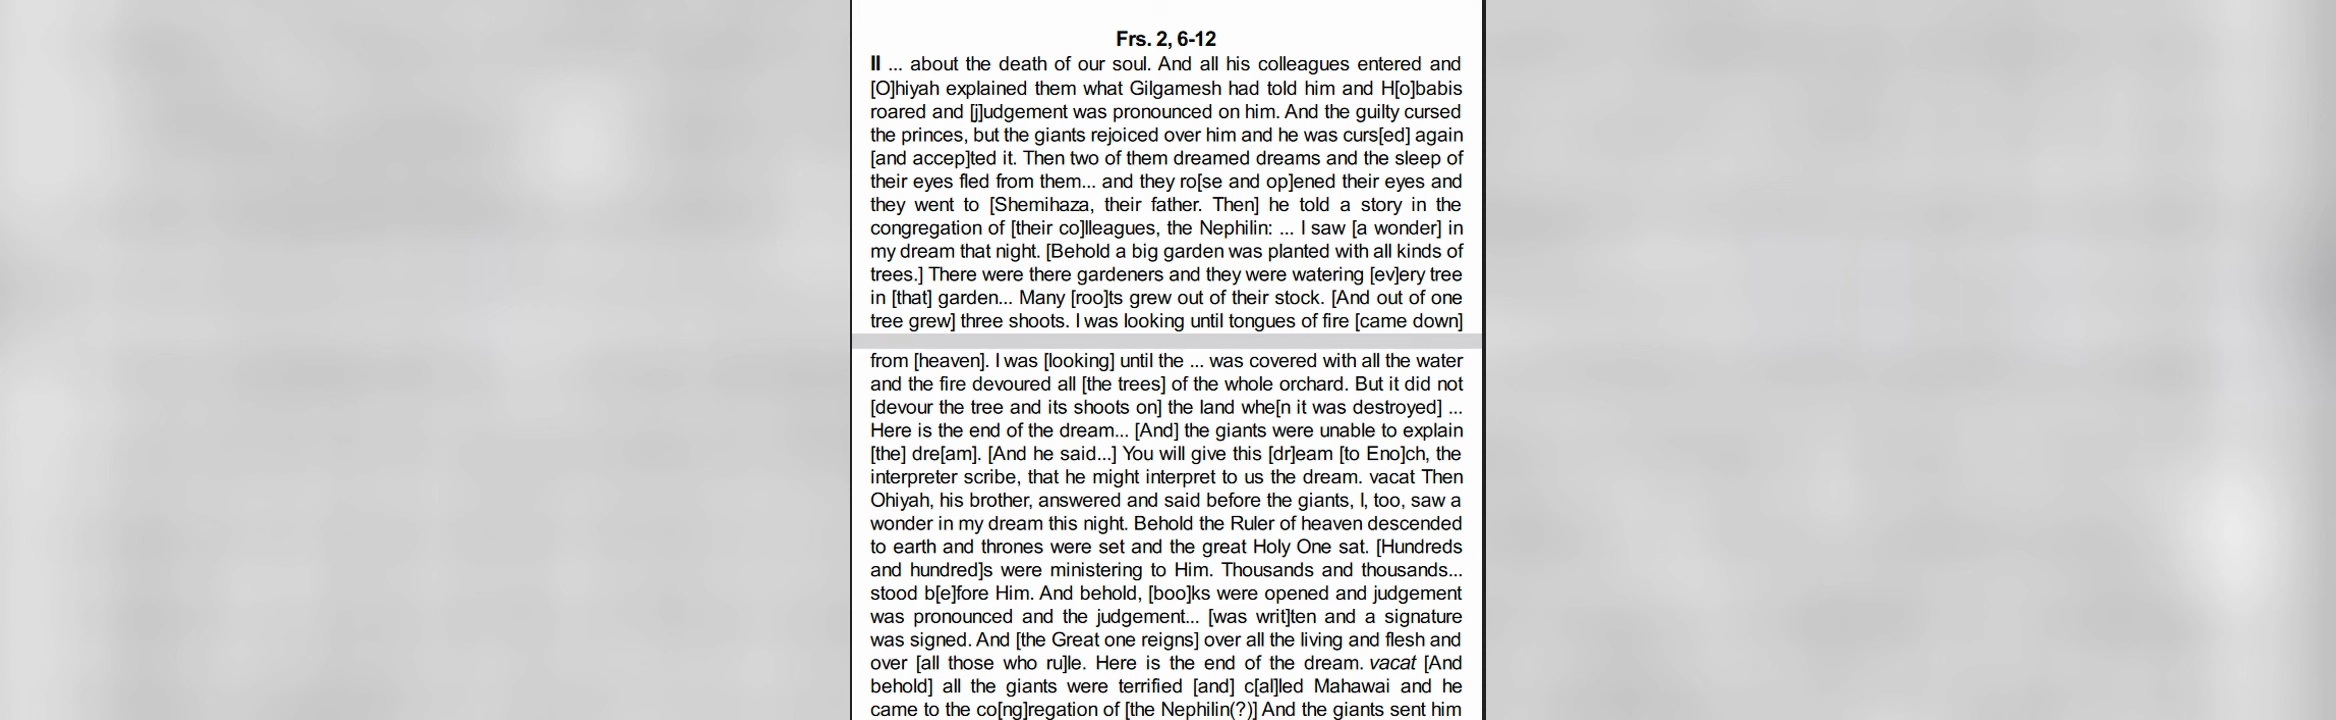 Frs. 2, 6-12
II ... about the death of our soul. And all his colleagues entered and
[O]hiyah explained them what Gilgamesh had told him and H[o]babis
roared and [j]udgement was pronounced on him. And the guilty cursed
the princes, but the giants rejoiced over him and he was curs[ed] again
[and accep]ted it. Then two of them dreamed dreams and the sleep of
their eyes fled from them... and they ro[se and op]ened their eyes and
they went to [Shemihaza, their father. Then] he told a story in the
congregation of [their co]lleagues, the Nephilin: ... I saw [a wonder] in
my dream that night. [Behold a big garden was planted with all kinds of
trees.] There were there gardeners and they were watering [ev]ery tree
in [that] garden... Many [roo]ts grew out of their stock. [And out of one
tree grew] three shoots. I was looking until tongues of fire [came down]
from [heaven]. I was [looking] until the ... was covered with all the water
and the fire devoured all [the trees] of the whole orchard. But it did not
[devour the tree and its shoots on] the land whe[n it was destroyed] ...
Here is the end of the dream... [And] the giants were unable to explain
[the] dre[am]. [And he said...] You will give this [dr]eam [to Eno]ch, the
interpreter scribe, that he might interpret to us the dream. vacat Then
Ohiyah, his brother, answered and said before the giants, I, too, saw a
wonder in my dream this night. Behold the Ruler of heaven descended
to earth and thrones were set and the great Holy One sat. [Hundreds
and hundred]s were ministering to Him. Thousands and thousands...
stood b[e]fore Him. And behold, [boo]ks were opened and judgement
was pronounced and the judgement... [was writ]ten and a signature
was signed. And [the Great one reigns] over all the living and flesh and
over [all those who ru]le. Here is the end of the dream. vacat [And
behold] all the giants were terrified [and] c[al]led Mahawai and he
came to the co[ng]regation of [the Nephilin(?)] And the giants sent him